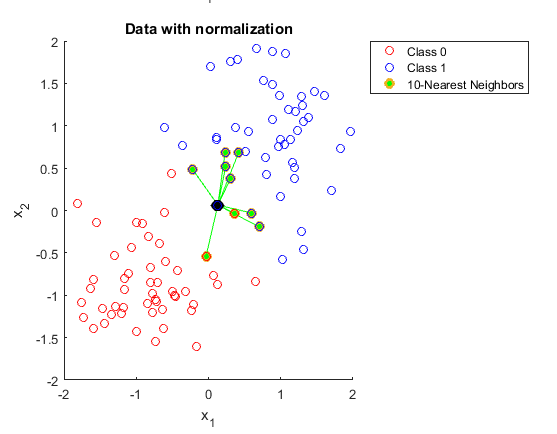 Data with normalization
Class 0
Class 1
10-Nearest Neighbors
2
1.5
1
0.5
0
-0.5
-1
-1.5
-2
x2
-2
-1
0
1
2
x1